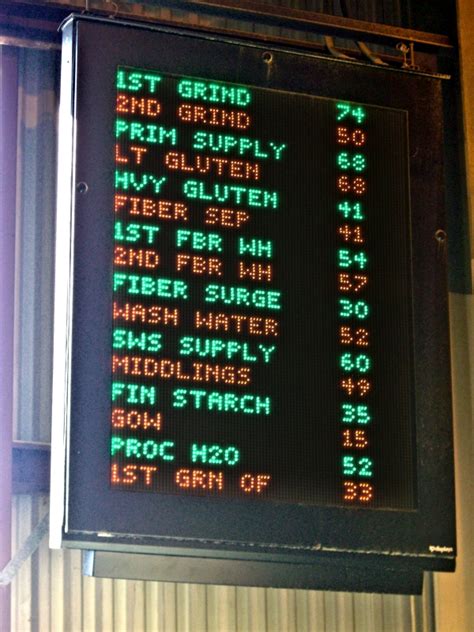 1ST GRIND 74
2ND GRIND 50
PRIM SUPPLY 68
LT GLUTEN 68
HVY GLUTEN 41
FIBER SEP 41
1ST FBR WH 54
2ND FBR WH 57
FIBER SURGE 30
WASH WATER 52
SWS SUPPLY 60
MIDDLINGS 49
FIN STARCH 35
GOW 15
PROC H2O 52
1ST GRN OF 33
displays